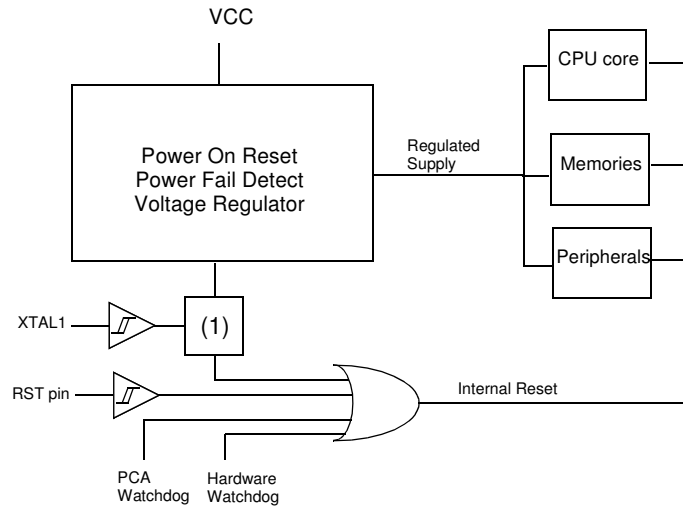 VCC
CPU core
Power On Reset
Power Fail Detect
Voltage Regulator
Regulated
Supply
Memories
Peripherals
XTAL1
(1)
RST pin
Internal Reset
PCA
Watchdog
Hardware
Watchdog